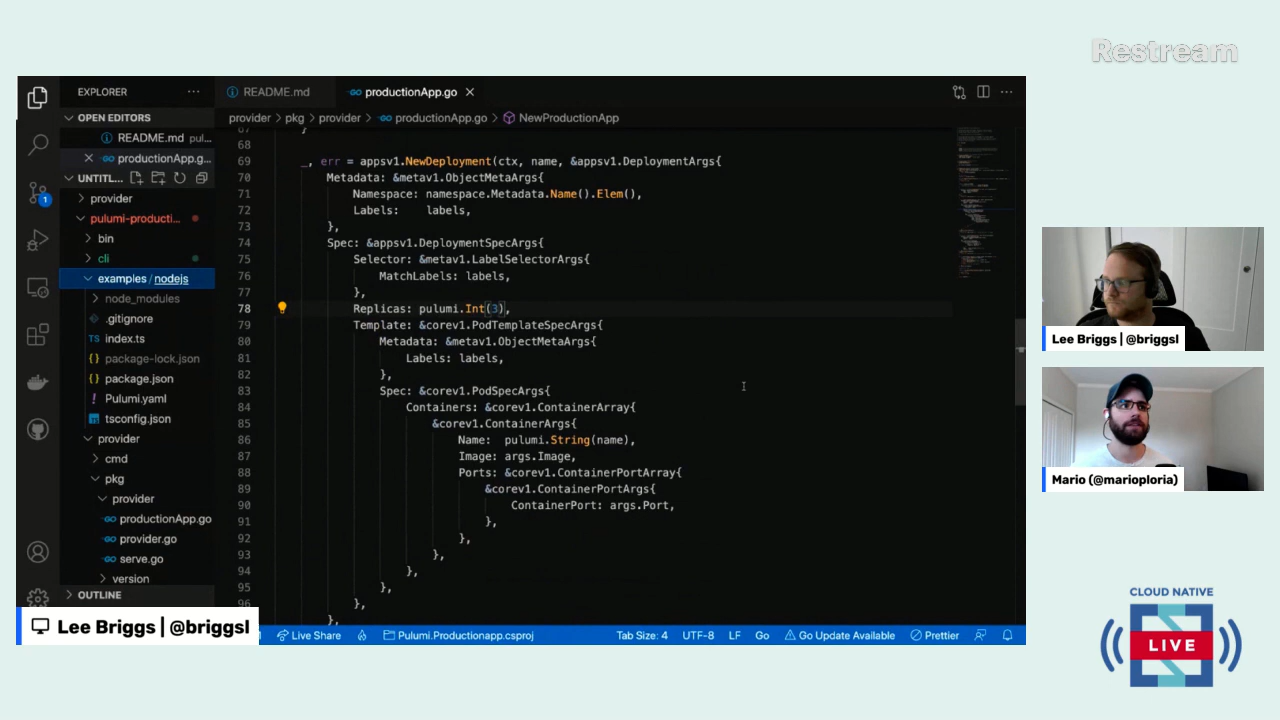 Restream
EXPLORER
README.md
productionApp.go
OPEN EDITORS
README.md pul...
productionApp.g...
UNTITL...
provider
pulumi-producti...
bin
cli
examples / nodejs
node_modules
.gitignore
TS index.ts
{} package-lock.json
{} package.json
! Pulumi.yaml
tsconfig.json
provider
cmd
pkg
provider
productionApp.go
provider.go
serve.go
version
OUTLINE
1
provider > pkg > provider > productionApp.go > NewProductionApp
67 }
68
69 _, err = appsv1.NewDeployment(ctx, name, &appsv1.DeploymentArgs{
70 Metadata: &metav1.ObjectMetaArgs{
71 Namespace: namespace.Metadata.Name().Elem(),
72 Labels: labels,
73 },
74 Spec: &appsv1.DeploymentSpecArgs{
75 Selector: &metav1.LabelSelectorArgs{
76 MatchLabels: labels,
77 },
78 Replicas: pulumi.Int(3),
79 Template: &corev1.PodTemplateSpecArgs{
80 Metadata: &metav1.ObjectMetaArgs{
81 Labels: labels,
82 },
83 Spec: &corev1.PodSpecArgs{
84 Containers: &corev1.ContainerArray{
85 &corev1.ContainerArgs{
86 Name: pulumi.String(name),
87 Image: args.Image,
88 Ports: &corev1.ContainerPortArray{
89 &corev1.ContainerPortArgs{
90 ContainerPort: args.Port,
91 },
92 },
93 },
94 },
95 },
96 },
},
Live Share Pulumi.Productionapp.csproj Tab Size: 4 UTF-8 LF Go Go Update Available Prettier
Lee Briggs | @briggsl
Lee Briggs | @briggsl
Mario (@marioploria)
CLOUD NATIVE
LIVE